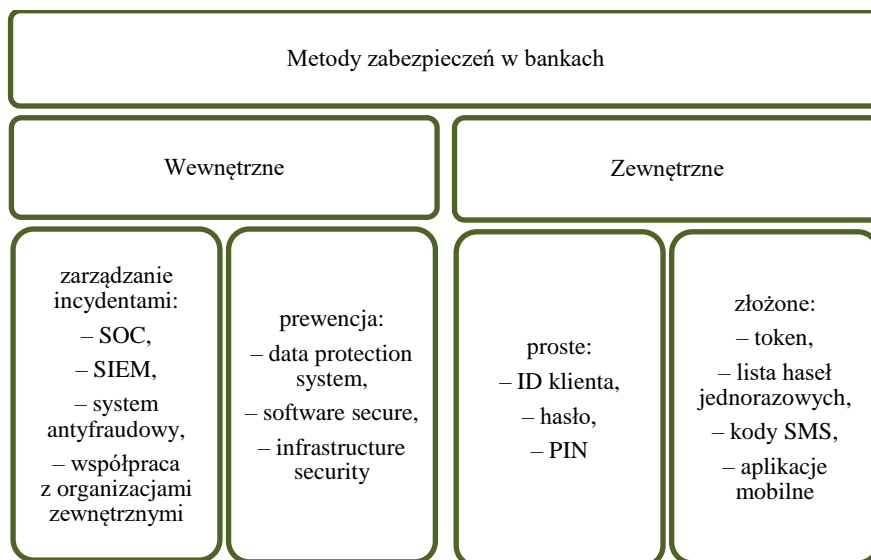 Metody zabezpieczeń w bankach
Wewnętrzne
Zewnętrzne
zarządzanie
incydentami:
– SOC,
– SIEM,
– system
antyfraudowy,
– współpraca
z organizacjami
zewnętrznymi
prewencja:
– data protection
system,
– software secure,
– infrastructure
security
proste:
– ID klienta,
– hasło,
– PIN
złożone:
– token,
– lista haseł
jednorazowych,
– kody SMS,
– aplikacje
mobilne